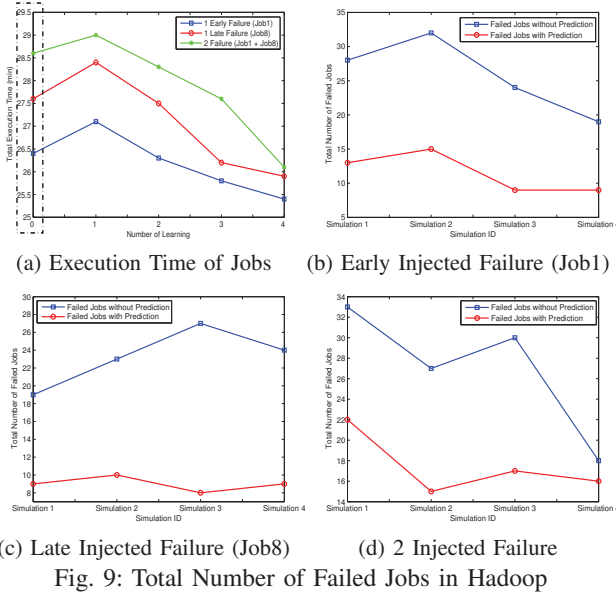 29.5
29
28.5
28
27.5
27
26.5
26
25.5
25
Total Execution Time (min)
1 Early Failure (Job1)
1 Late Failure (Job8)
2 Failure (Job1 + Job8)
0 1 2 3 4
Number of Learning
(a) Execution Time of Jobs
35
30
25
20
15
10
5
Total Number of Failed Jobs
Failed Jobs without Prediction
Failed Jobs with Prediction
Simulation 1 Simulation 2 Simulation 3 Simulation 4
Simulation ID
(b) Early Injected Failure (Job1)
30
28
26
24
22
20
18
16
14
12
10
8
Total Number of Failed Jobs
Failed Jobs without Prediction
Failed Jobs with Prediction
Simulation 1 Simulation 2 Simulation 3 Simulation 4
Simulation ID
(c) Late Injected Failure (Job8)
34
32
30
28
26
24
22
20
18
16
14
Total Number of Failed Jobs
Failed Jobs without Prediction
Failed Jobs with Prediction
Simulation 1 Simulation 2 Simulation 3 Simulation 4
Simulation ID
(d) 2 Injected Failure
Fig. 9: Total Number of Failed Jobs in Hadoop